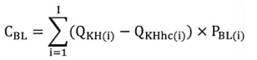 C_BL = ∑_{i=1}^{I} (Q_KH(i) − Q_KHhc(i)) × P_BL(i)